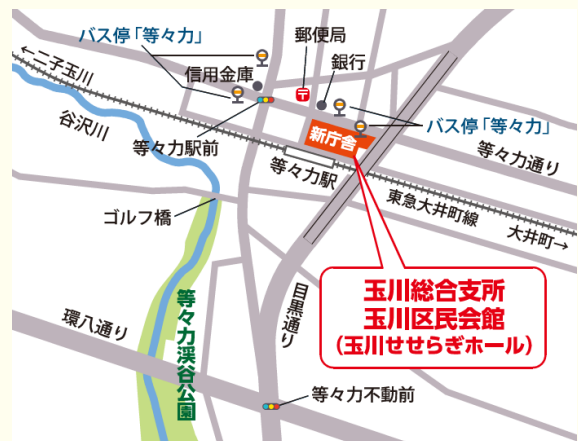 バス停「等々力」
郵便局
←二子玉川
信用金庫
銀行
谷沢川
新庁舎
バス停「等々力」
等々力駅前
等々力通り
等々力駅
東急大井町線
大井町→
ゴルフ橋
玉川総合支所
玉川区民会館
(玉川せせらぎホール)
等々力渓谷公園
目黒通り
環八通り
等々力不動前